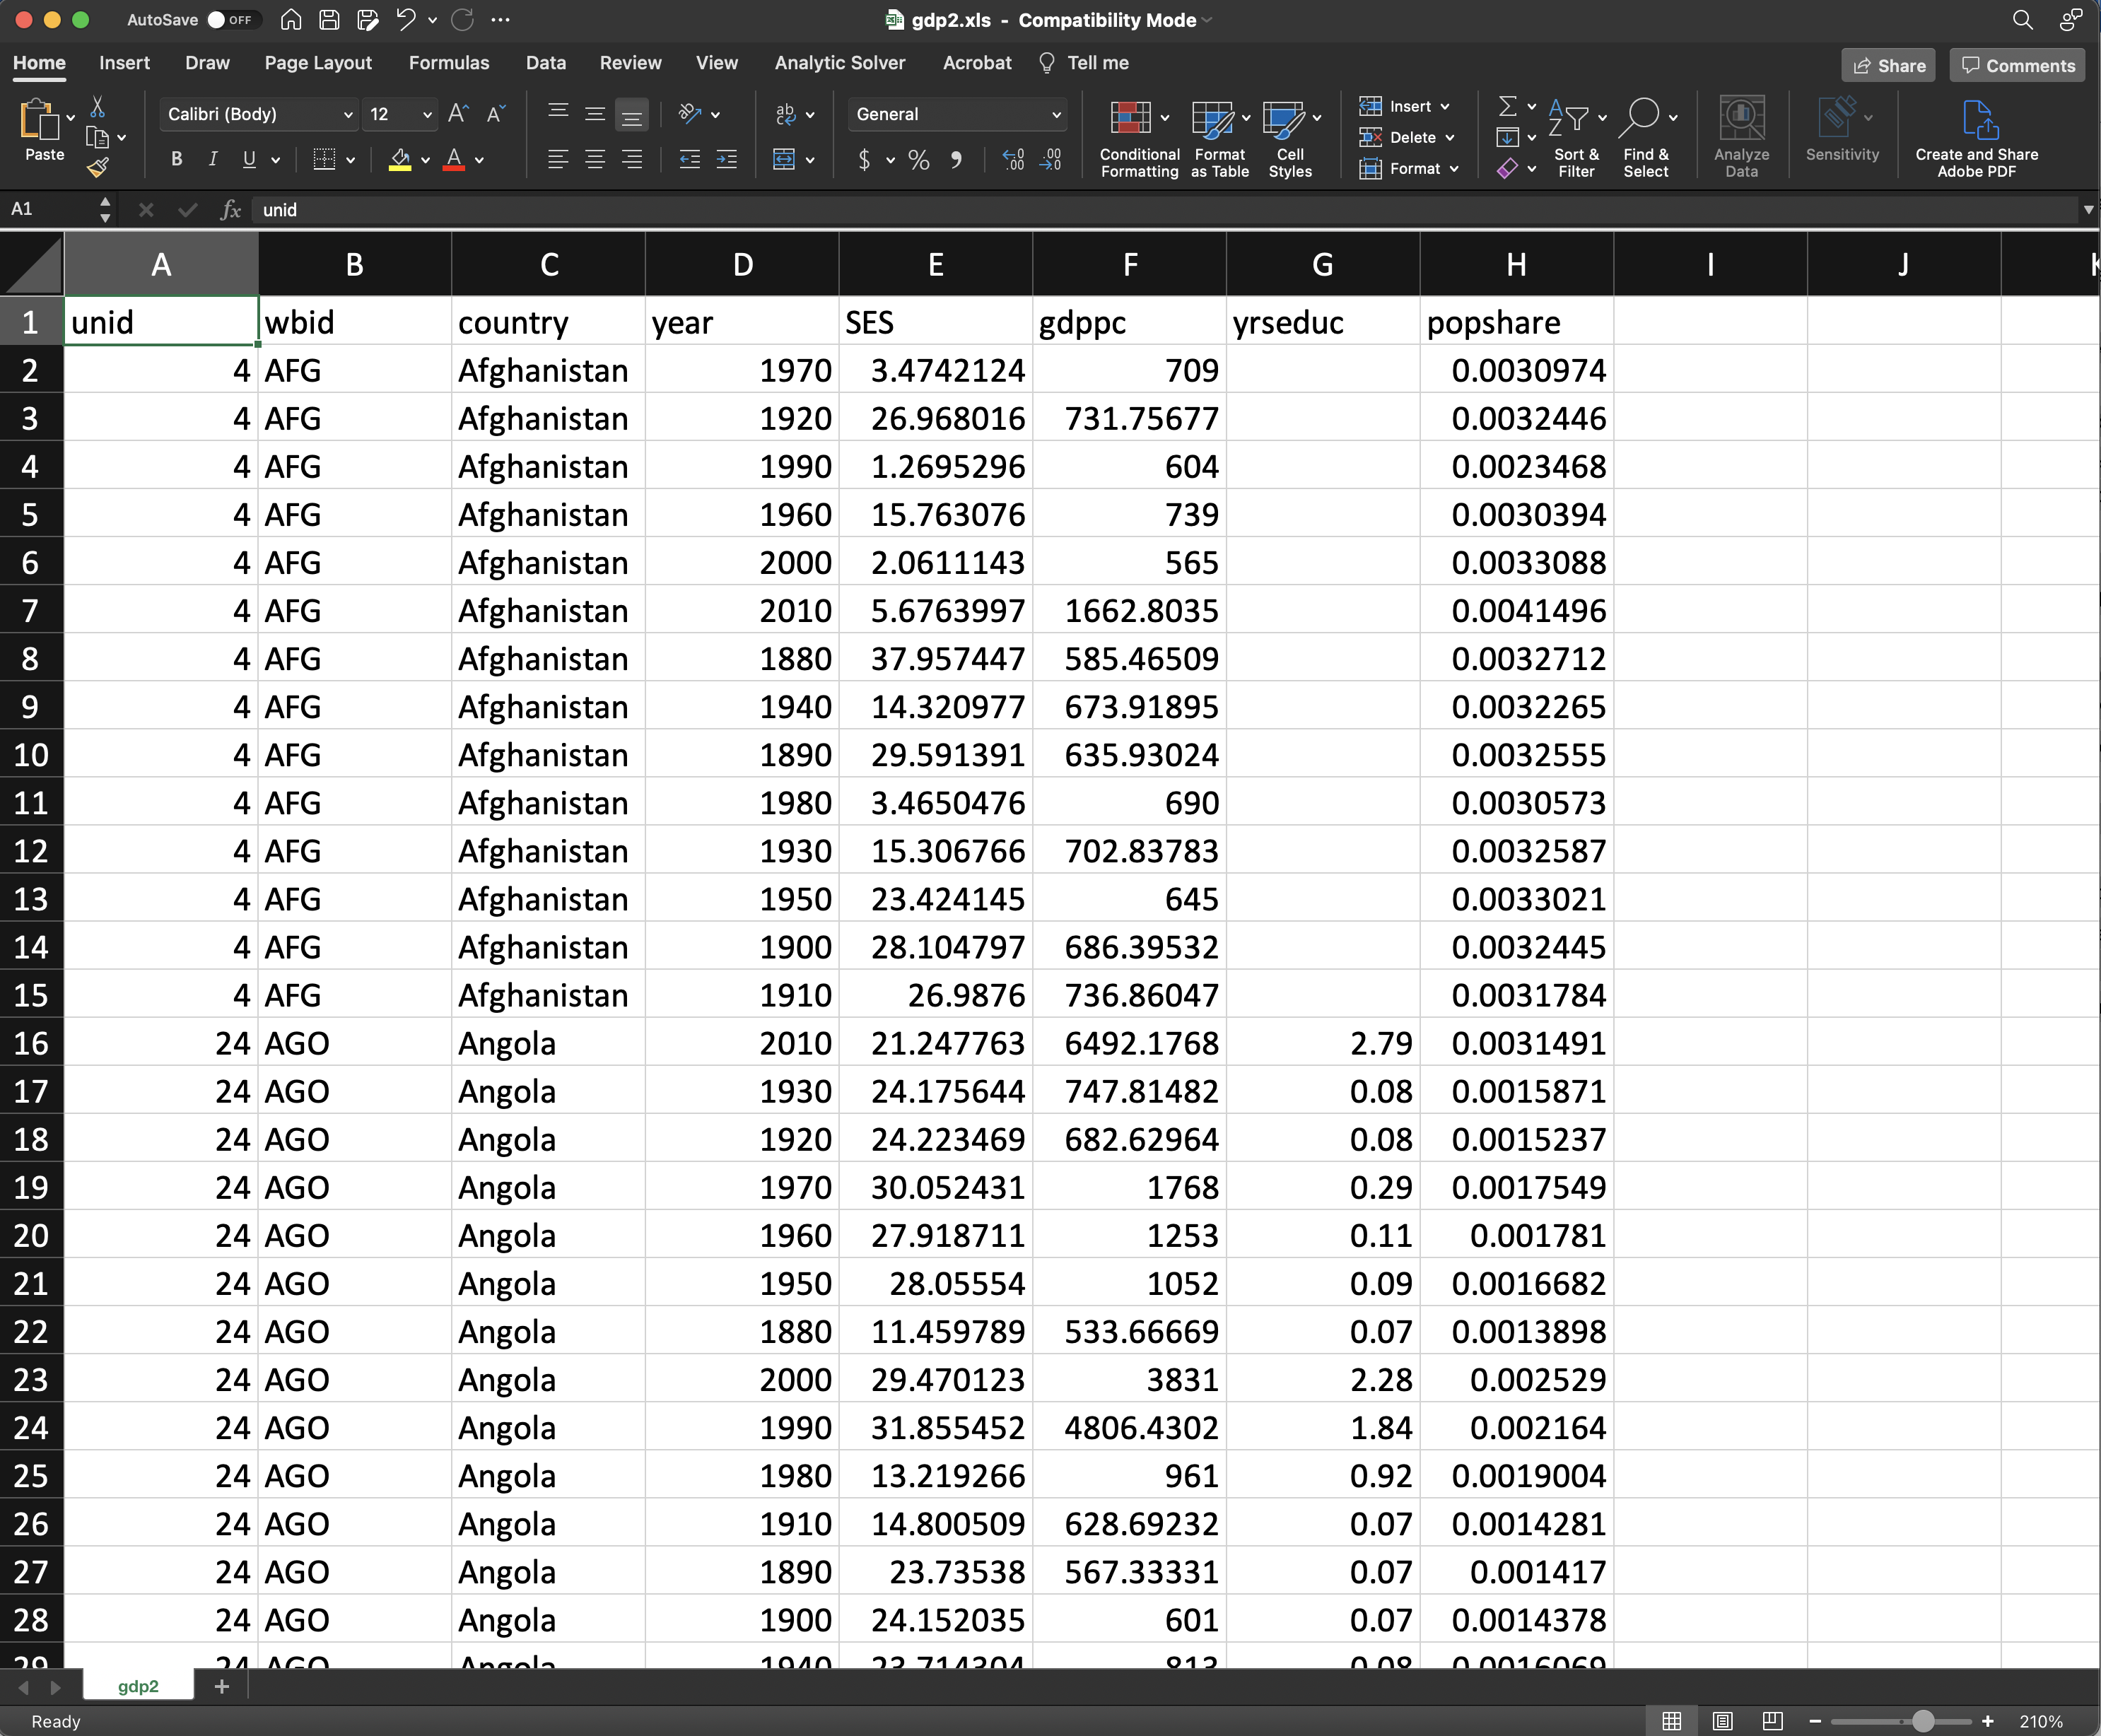 AutoSave OFF gdp2.xls - Compatibility Mode
Home Insert Draw Page Layout Formulas Data Review View Analytic Solver Acrobat Tell me Share Comments
Paste Calibri (Body) 12 General Conditional Formatting Format as Table Cell Styles Insert Delete Format Sort & Filter Find & Select Analyze Data Sensitivity Create and Share Adobe PDF
A1 fx unid
A B C D E F G H I J K
1 unid wbid country year SES gdppc yrseduc popshare
2 4 AFG Afghanistan 1970 3.4742124 709 0.0030974
3 4 AFG Afghanistan 1920 26.968016 731.75677 0.0032446
4 4 AFG Afghanistan 1990 1.2695296 604 0.0023468
5 4 AFG Afghanistan 1960 15.763076 739 0.0030394
6 4 AFG Afghanistan 2000 2.0611143 565 0.0033088
7 4 AFG Afghanistan 2010 5.6763997 1662.8035 0.0041496
8 4 AFG Afghanistan 1880 37.957447 585.46509 0.0032712
9 4 AFG Afghanistan 1940 14.320977 673.91895 0.0032265
10 4 AFG Afghanistan 1890 29.591391 635.93024 0.0032555
11 4 AFG Afghanistan 1980 3.4650476 690 0.0030573
12 4 AFG Afghanistan 1930 15.306766 702.83783 0.0032587
13 4 AFG Afghanistan 1950 23.424145 645 0.0033021
14 4 AFG Afghanistan 1900 28.104797 686.39532 0.0032445
15 4 AFG Afghanistan 1910 26.9876 736.86047 0.0031784
16 24 AGO Angola 2010 21.247763 6492.1768 2.79 0.0031491
17 24 AGO Angola 1930 24.175644 747.81482 0.08 0.0015871
18 24 AGO Angola 1920 24.223469 682.62964 0.08 0.0015237
19 24 AGO Angola 1970 30.052431 1768 0.29 0.0017549
20 24 AGO Angola 1960 27.918711 1253 0.11 0.001781
21 24 AGO Angola 1950 28.05554 1052 0.09 0.0016682
22 24 AGO Angola 1880 11.459789 533.66669 0.07 0.0013898
23 24 AGO Angola 2000 29.470123 3831 2.28 0.002529
24 24 AGO Angola 1990 31.855452 4806.4302 1.84 0.002164
25 24 AGO Angola 1980 13.219266 961 0.92 0.0019004
26 24 AGO Angola 1910 14.800509 628.69232 0.07 0.0014281
27 24 AGO Angola 1890 23.73538 567.33331 0.07 0.001417
28 24 AGO Angola 1900 24.152035 601 0.07 0.0014378
29 24 AGO Angola 1940 23.714304 813 0.08 0.0016069
gdp2
Ready 210%